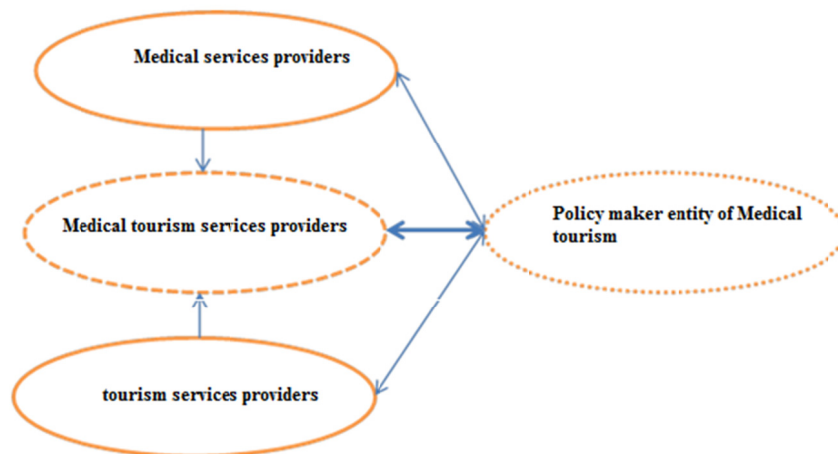 Medical services providers
Medical tourism services providers
Policy maker entity of Medical
tourism
tourism services providers